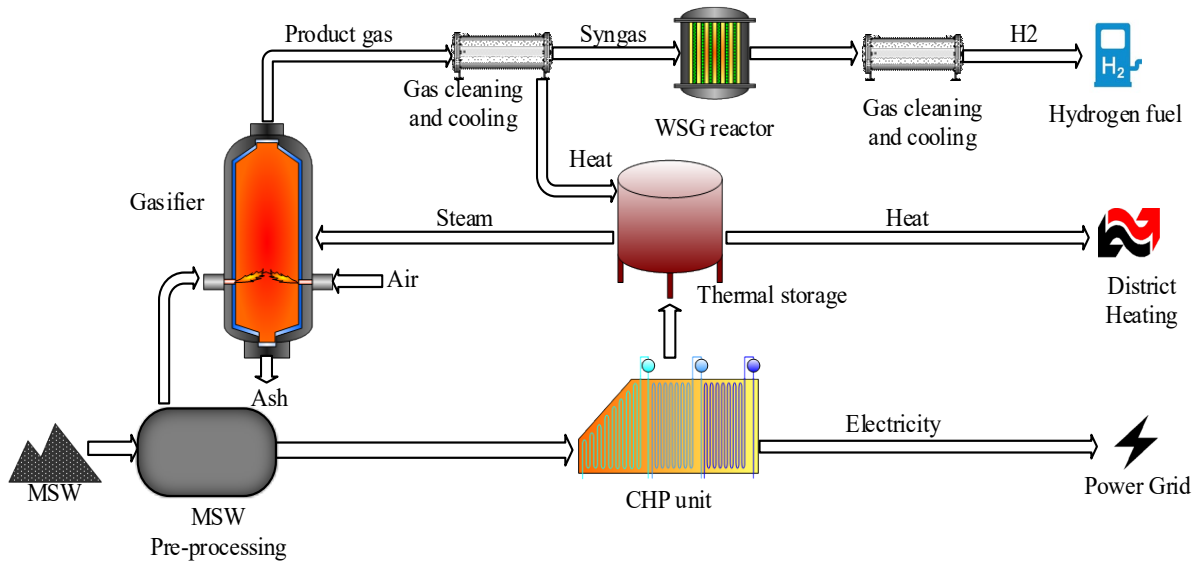 Product gas
Syngas
H2
H2
Gas cleaning
and cooling
WSG reactor
Gas cleaning
and cooling
Hydrogen fuel
Heat
Gasifier
Steam
Heat
Air
Thermal storage
District
Heating
Ash
Electricity
MSW
MSW
Pre-processing
CHP unit
Power Grid